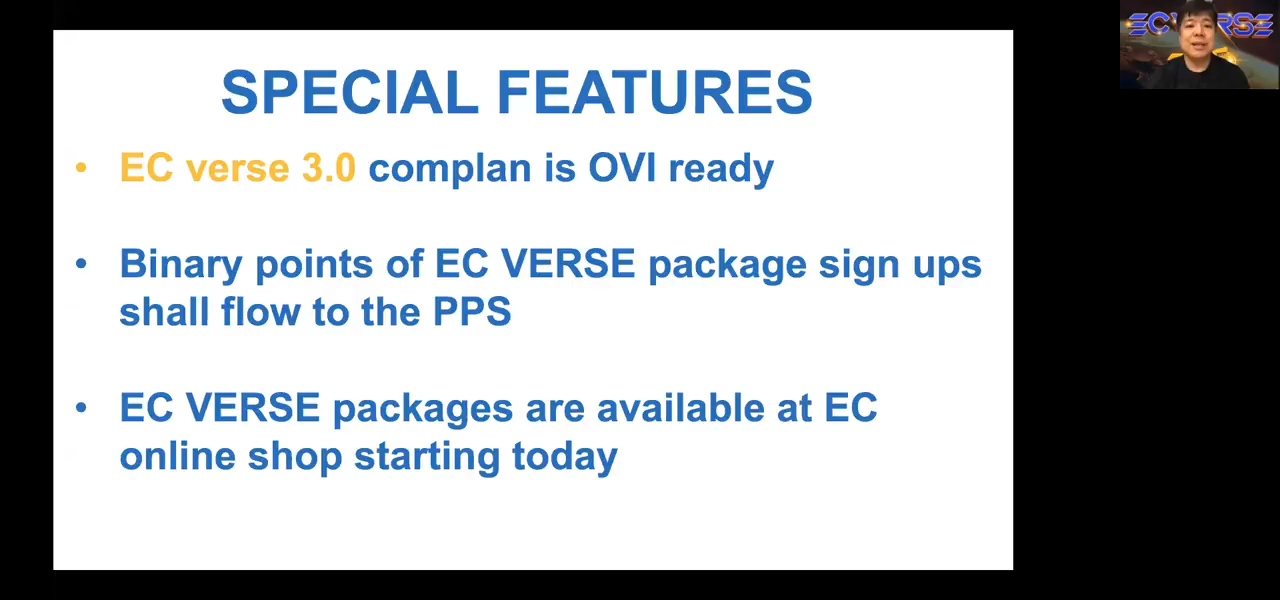 ECVERSE
SPECIAL FEATURES
• EC verse 3.0 complan is OVI ready
• Binary points of EC VERSE package sign ups
shall flow to the PPS
• EC VERSE packages are available at EC
online shop starting today